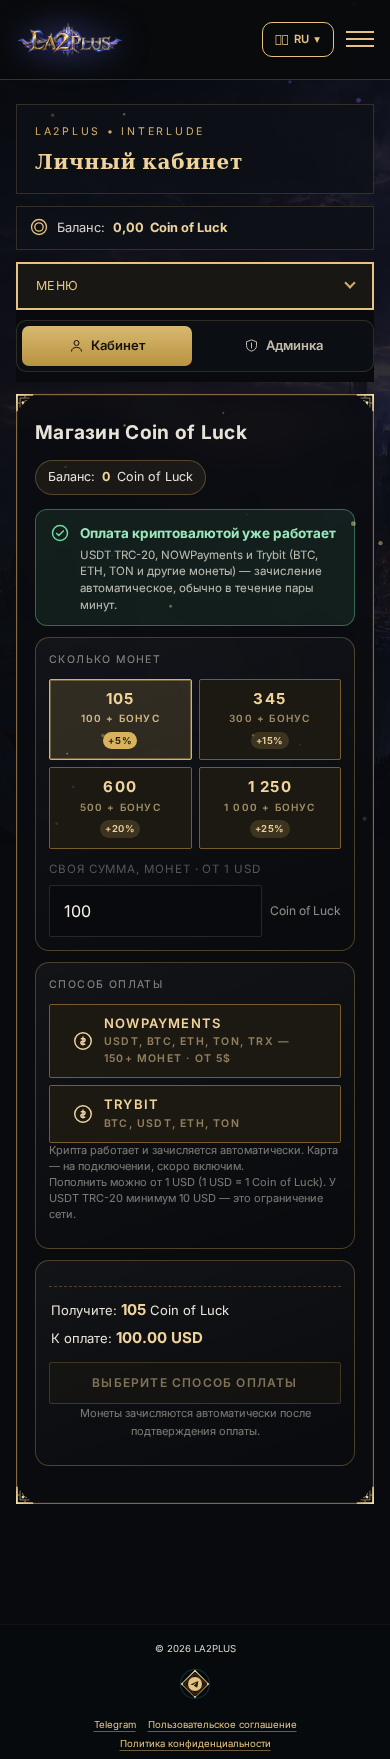 LA2PLUS
RU ▾
LA2PLUS • INTERLUDE
Личный кабинет
Баланс: 0,00 Coin of Luck
МЕНЮ
Кабинет
Админка
Магазин Coin of Luck
Баланс: 0 Coin of Luck
Оплата криптовалютой уже работает
USDT TRC-20, NOWPayments и Trybit (BTC,
ETH, TON и другие монеты) — зачисление
автоматическое, обычно в течение пары
минут.
СКОЛЬКО МОНЕТ
105
100 + БОНУС
+5%
345
300 + БОНУС
+15%
600
500 + БОНУС
+20%
1 250
1 000 + БОНУС
+25%
СВОЯ СУММА, МОНЕТ · ОТ 1 USD
100
Coin of Luck
СПОСОБ ОПЛАТЫ
NOWPAYMENTS
USDT, BTC, ETH, TON, TRX —
150+ МОНЕТ · ОТ 5$
TRYBIT
BTC, USDT, ETH, TON
Крипта работает и зачисляется автоматически. Карта
— на подключении, скоро включим.
Пополнить можно от 1 USD (1 USD = 1 Coin of Luck). У
USDT TRC-20 минимум 10 USD — это ограничение
сети.
Получите: 105 Coin of Luck
К оплате: 100.00 USD
ВЫБЕРИТЕ СПОСОБ ОПЛАТЫ
Монеты зачисляются автоматически после
подтверждения оплаты.
© 2026 LA2PLUS
Telegram Пользовательское соглашение
Политика конфиденциальности